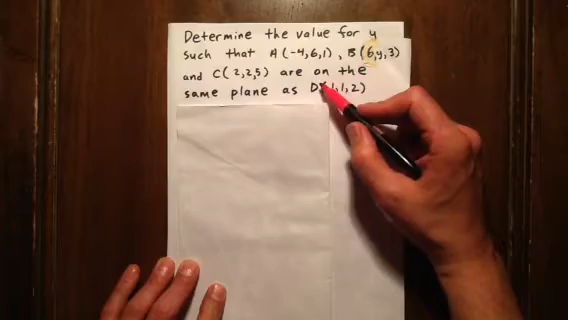 Determine the value for y
such that A(-4,6,1), B(6,y,3)
and C(2,2,5) are on the
same plane as D( 1,1,2)